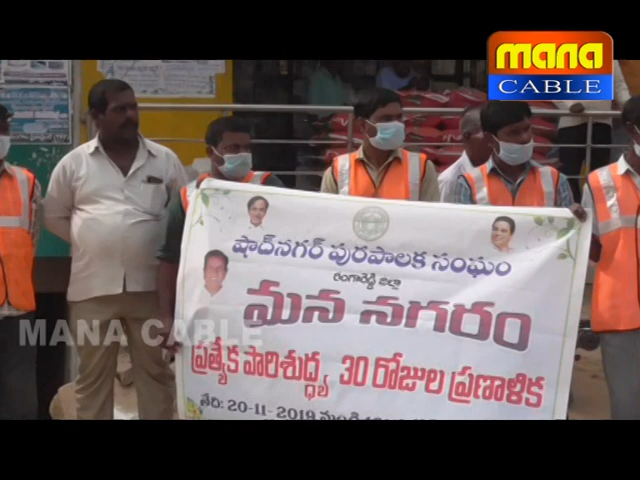 mana
CABLE
షాద్‌నగర్ పురపాలక సంఘం
రంగారెడ్డి జిల్లా
మన నగరం
ప్రత్యేక పారిశుద్ధ్య 30 రోజుల ప్రణాళిక
తేది: 20-11-2019 నుండి
MANA CABLE